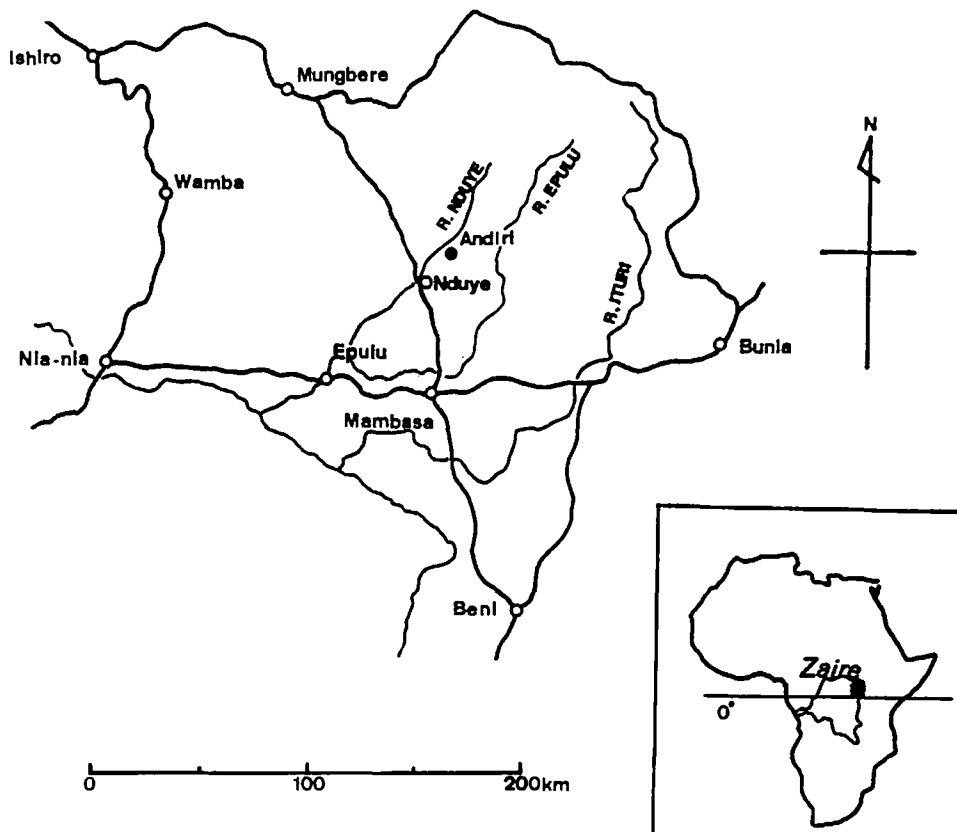 Ishiro
Mungbere
N
Wamba
R. NDUYE
R. EPULU
Andiri
Nduye
R. ITURI
Nia-nia
Epulu
Bunia
Mambasa
Beni
Zaire
0°
0 100 200km